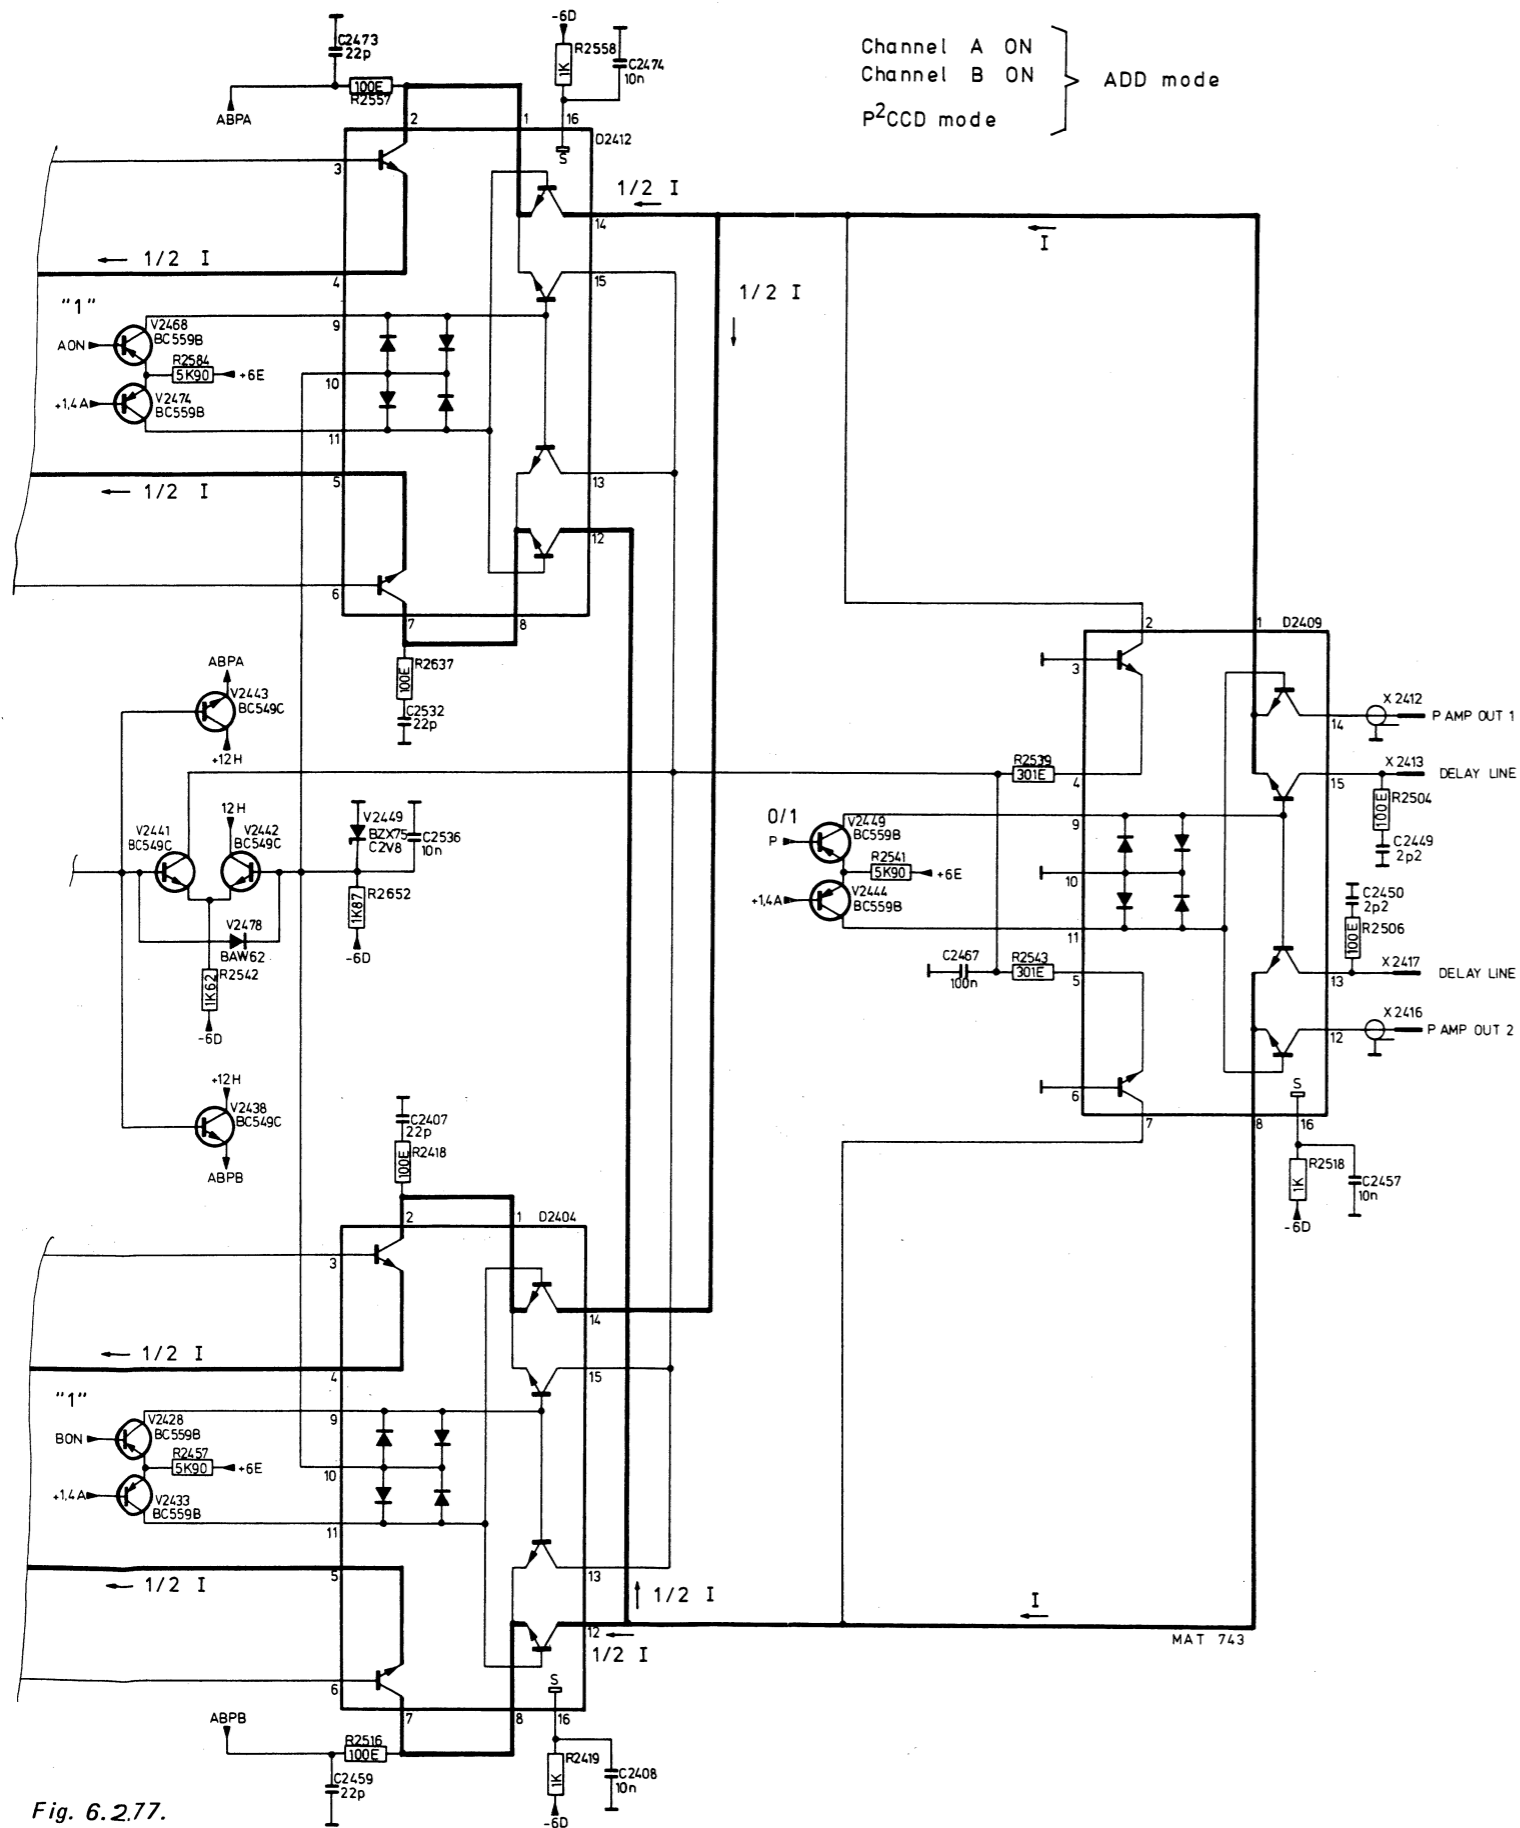 -6D
C2473
22p
R2558
1K
C2474
10n
100E
R2557
ABPA
Channel A ON
Channel B ON
P²CCD mode
ADD mode
2
1
16
D2412
S
3
1/2 I
14
I
1/2 I
4
15
1/2 I
"1"
9
V2468
BC559B
AON
R2584
5K90
+6E
10
+1,4A
V2474
BC559B
11
5
13
1/2 I
12
6
7
8
R2637
100E
C2532
22p
ABPA
V2443
BC549C
+12H
2
1
D2409
3
X2412
14
P AMP OUT 1
R2539
301E
4
X2413
15
DELAY LINE
R2504
100E
C2449
2p2
12H
V2441
BC549C
V2442
BC549C
V2449
BZX75
C2V8
C2536
10n
0/1
P
V2449
BC559B
9
R2541
5K90
+6E
10
+1,4A
V2444
BC559B
11
R2652
1K87
-6D
V2478
BAW62
R2542
1K62
-6D
C2450
2p2
R2506
100E
C2467
100n
R2543
301E
5
X2417
13
DELAY LINE
X2416
12
P AMP OUT 2
6
7
8
S
16
R2518
1K
C2457
10n
-6D
+12H
V2438
BC549C
ABPB
C2407
22p
R2418
100E
2
1
D2404
3
14
1/2 I
4
15
"1"
9
V2428
BC559B
BON
R2457
5K90
+6E
10
+1,4A
V2433
BC559B
11
5
13
1/2 I
1/2 I
12
1/2 I
I
MAT 743
6
7
8
S
16
ABPB
R2516
100E
C2459
22p
R2419
1K
C2408
10n
-6D
Fig. 6.2.77.